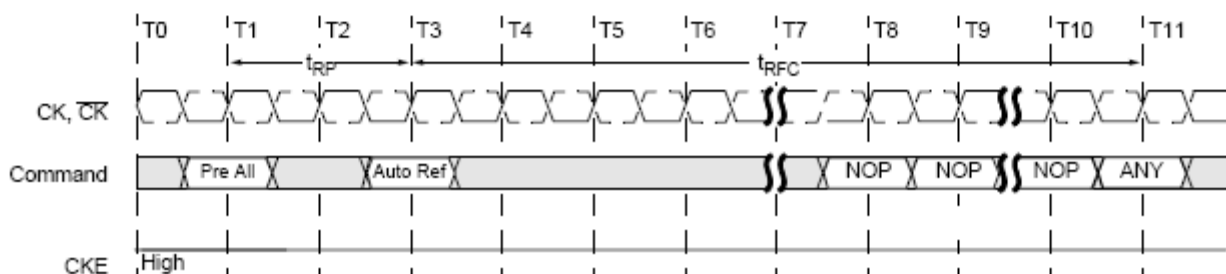 T0 T1 T2 T3 T4 T5 T6 T7 T8 T9 T10 T11
tRP tRFC
CK, C̅K̅
Command Pre All Auto Ref NOP NOP NOP ANY
CKE High